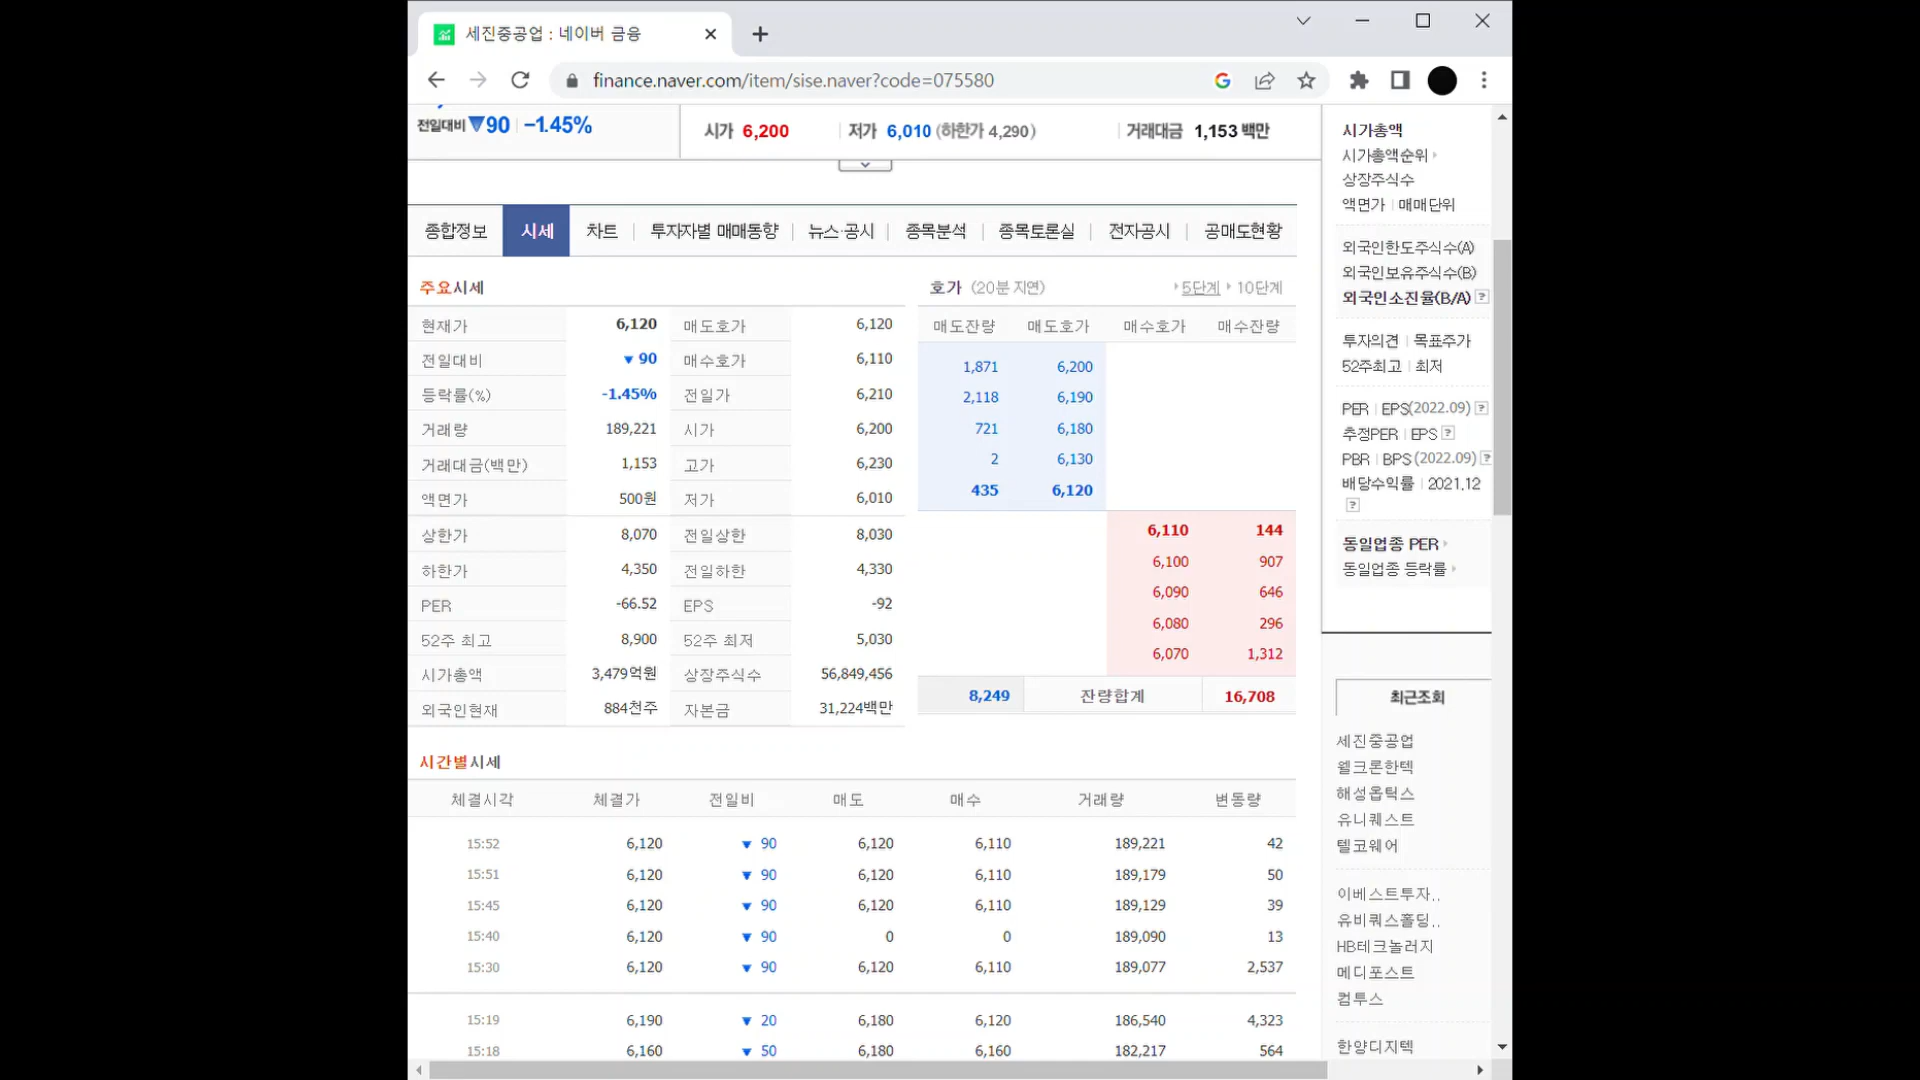 세진중공업 : 네이버 금융
finance.naver.com/item/sise.naver?code=075580
전일대비 ▼90 -1.45%
시가 6,200 저가 6,010 (하한가 4,290) 거래대금 1,153 백만
종합정보 시세 차트 투자자별 매매동향 뉴스·공시 종목분석 종목토론실 전자공시 공매도현황
주요시세
현재가 6,120 매도호가 6,120
전일대비 ▼ 90 매수호가 6,110
등락률(%) -1.45% 전일가 6,210
거래량 189,221 시가 6,200
거래대금(백만) 1,153 고가 6,230
액면가 500원 저가 6,010
상한가 8,070 전일상한 8,030
하한가 4,350 전일하한 4,330
PER -66.52 EPS -92
52주 최고 8,900 52주 최저 5,030
시가총액 3,479억원 상장주식수 56,849,456
외국인현재 884천주 자본금 31,224백만
호가 (20분 지연) 5단계 10단계
매도잔량 매도호가 매수호가 매수잔량
1,871 6,200
2,118 6,190
721 6,180
2 6,130
435 6,120
6,110 144
6,100 907
6,090 646
6,080 296
6,070 1,312
8,249 잔량합계 16,708
시간별시세
체결시각 체결가 전일비 매도 매수 거래량 변동량
15:52 6,120 ▼ 90 6,120 6,110 189,221 42
15:51 6,120 ▼ 90 6,120 6,110 189,179 50
15:45 6,120 ▼ 90 6,120 6,110 189,129 39
15:40 6,120 ▼ 90 0 0 189,090 13
15:30 6,120 ▼ 90 6,120 6,110 189,077 2,537
15:19 6,190 ▼ 20 6,180 6,120 186,540 4,323
15:18 6,160 ▼ 50 6,180 6,160 182,217 564
시가총액
시가총액순위
상장주식수
액면가 | 매매단위
외국인한도주식수(A)
외국인보유주식수(B)
외국인소진율(B/A) ?
투자의견 | 목표주가
52주최고 | 최저
PER | EPS(2022.09) ?
추정PER | EPS ?
PBR | BPS (2022.09) ?
배당수익률 | 2021.12
?
동일업종 PER
동일업종 등락률
최근조회
세진중공업
웰크론한텍
해성옵틱스
유니퀘스트
텔코웨어
이베스트투자..
유비쿼스홀딩..
HB테크놀러지
메디포스트
컴투스
한양디지텍